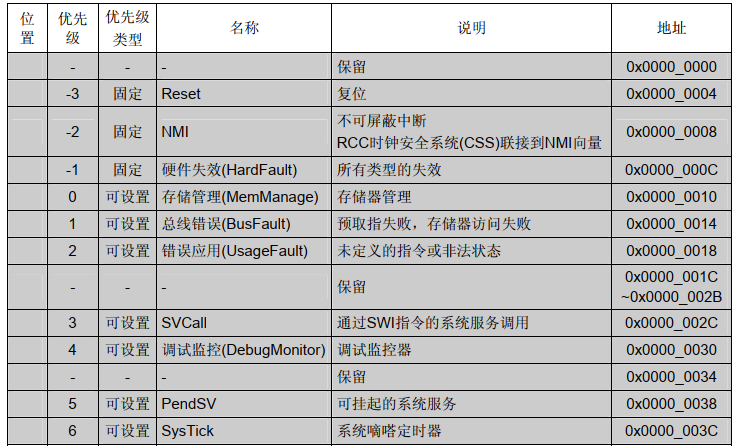 位置 优先级 优先级类型 名称 说明 地址
- - - 保留 0x0000_0000
-3 固定 Reset 复位 0x0000_0004
-2 固定 NMI 不可屏蔽中断
RCC时钟安全系统(CSS)联接到NMI向量 0x0000_0008
-1 固定 硬件失效(HardFault) 所有类型的失效 0x0000_000C
0 可设置 存储管理(MemManage) 存储器管理 0x0000_0010
1 可设置 总线错误(BusFault) 预取指失败，存储器访问失败 0x0000_0014
2 可设置 错误应用(UsageFault) 未定义的指令或非法状态 0x0000_0018
- - - 保留 0x0000_001C
~0x0000_002B
3 可设置 SVCall 通过SWI指令的系统服务调用 0x0000_002C
4 可设置 调试监控(DebugMonitor) 调试监控器 0x0000_0030
- - - 保留 0x0000_0034
5 可设置 PendSV 可挂起的系统服务 0x0000_0038
6 可设置 SysTick 系统嘀嗒定时器 0x0000_003C